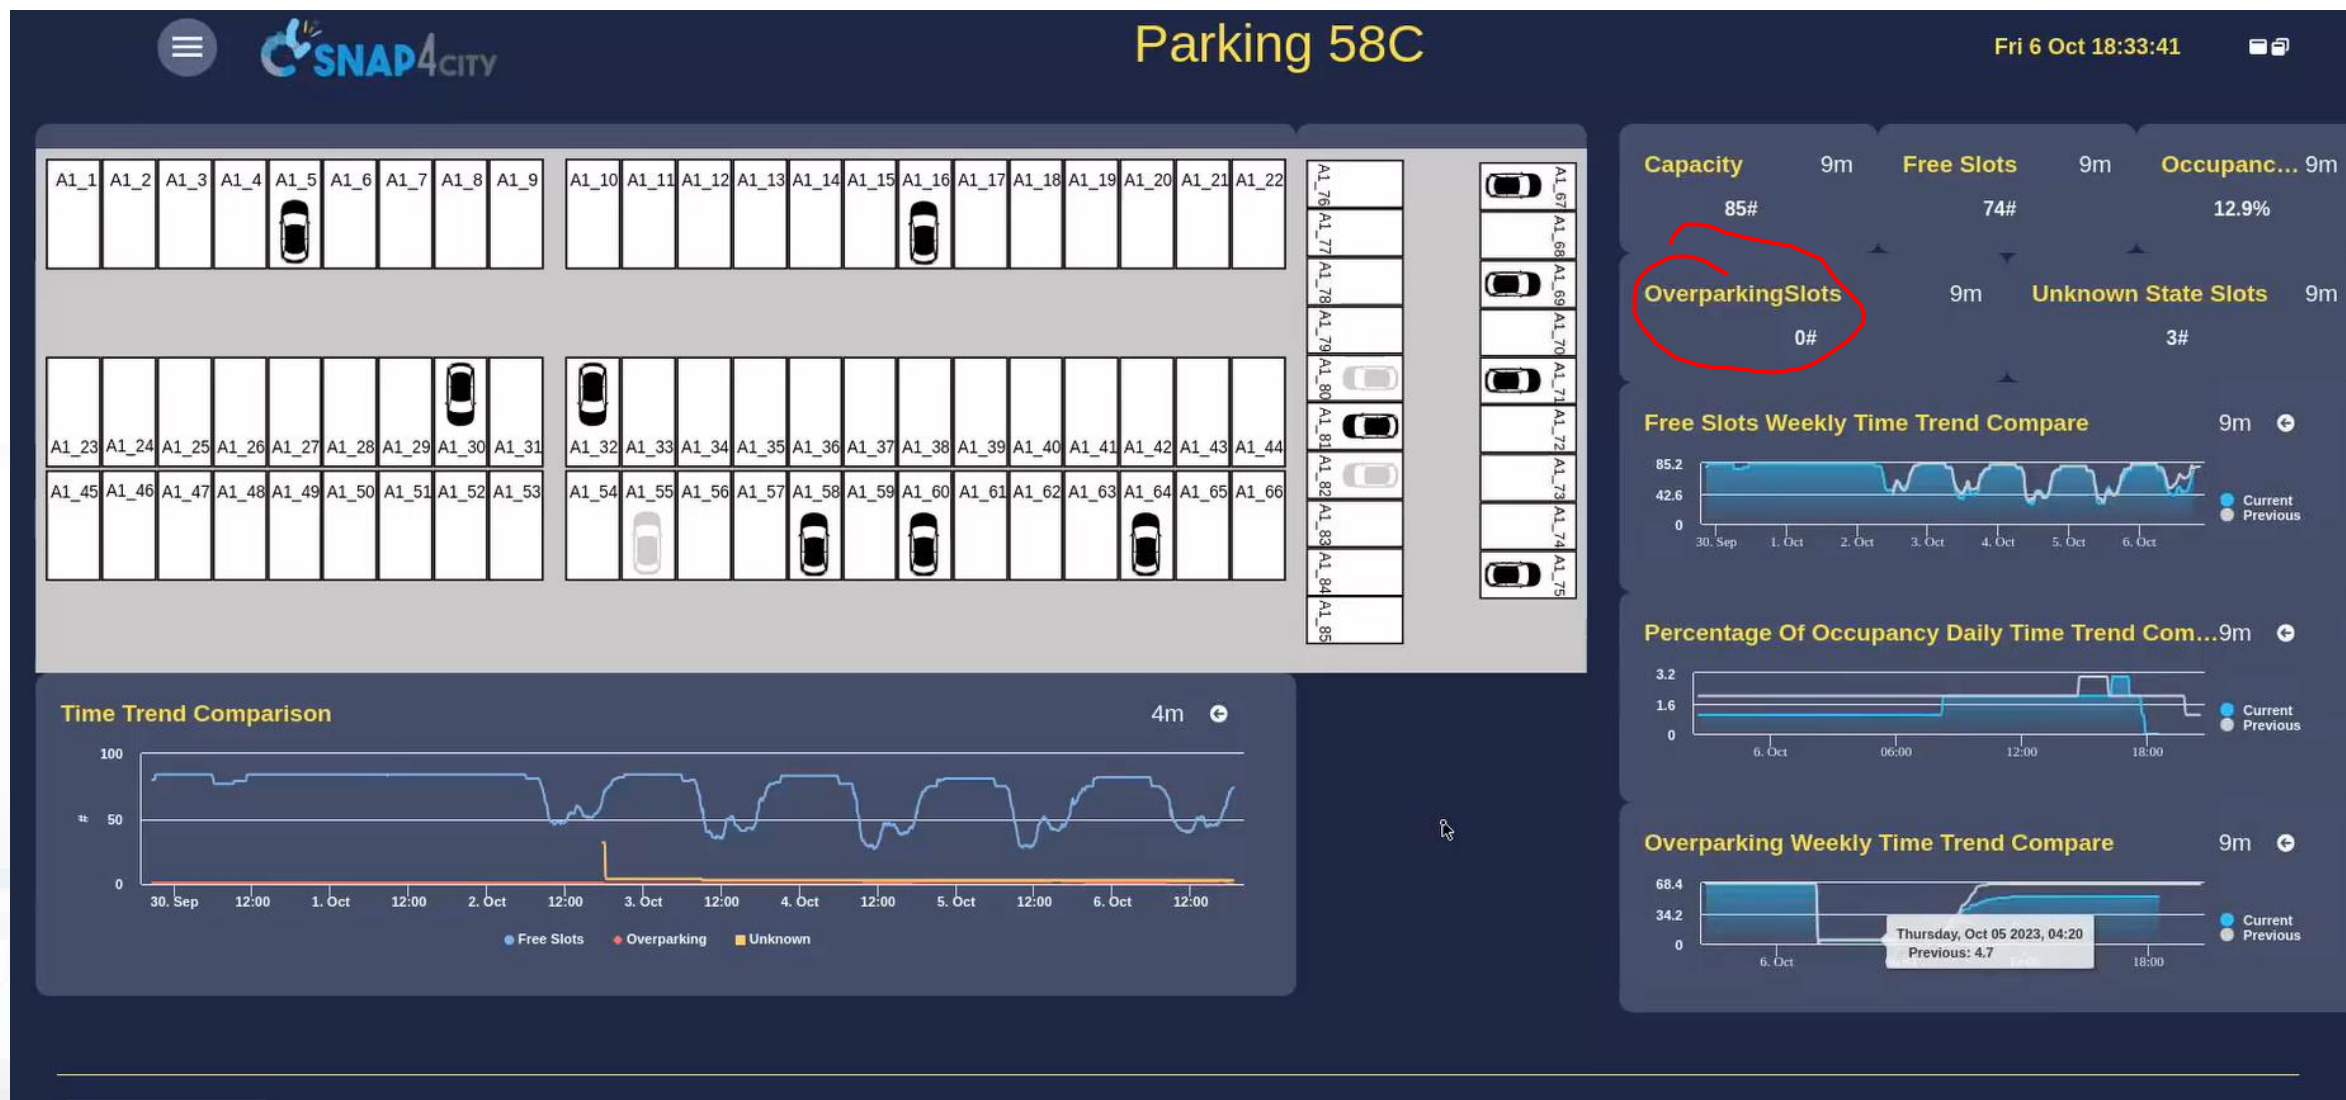 SNAP4CITY
Parking 58C
Fri 6 Oct 18:33:41
A1_1 A1_2 A1_3 A1_4 A1_5 A1_6 A1_7 A1_8 A1_9 A1_10 A1_11 A1_12 A1_13 A1_14 A1_15 A1_16 A1_17 A1_18 A1_19 A1_20 A1_21 A1_22
A1_23 A1_24 A1_25 A1_26 A1_27 A1_28 A1_29 A1_30 A1_31 A1_32 A1_33 A1_34 A1_35 A1_36 A1_37 A1_38 A1_39 A1_40 A1_41 A1_42 A1_43 A1_44
A1_45 A1_46 A1_47 A1_48 A1_49 A1_50 A1_51 A1_52 A1_53 A1_54 A1_55 A1_56 A1_57 A1_58 A1_59 A1_60 A1_61 A1_62 A1_63 A1_64 A1_65 A1_66
A1_76
A1_77
A1_78
A1_79
A1_80
A1_81
A1_82
A1_83
A1_84
A1_85
A1_67
A1_68
A1_69
A1_70
A1_71
A1_72
A1_73
A1_74
A1_75
Capacity 9m
85#
Free Slots 9m
74#
Occupanc... 9m
12.9%
OverparkingSlots 9m
0#
Unknown State Slots 9m
3#
Free Slots Weekly Time Trend Compare 9m
85.2
42.6
0
30. Sep 1. Oct 2. Oct 3. Oct 4. Oct 5. Oct 6. Oct
Current
Previous
Percentage Of Occupancy Daily Time Trend Com... 9m
3.2
1.6
0
6. Oct 06:00 12:00 18:00
Current
Previous
Overparking Weekly Time Trend Compare 9m
68.4
34.2
0
Thursday, Oct 05 2023, 04:20
Previous: 4.7
6. Oct 18:00
Current
Previous
Time Trend Comparison 4m
100
50
0
#
30. Sep 12:00 1. Oct 12:00 2. Oct 12:00 3. Oct 12:00 4. Oct 12:00 5. Oct 12:00 6. Oct 12:00
Free Slots Overparking Unknown